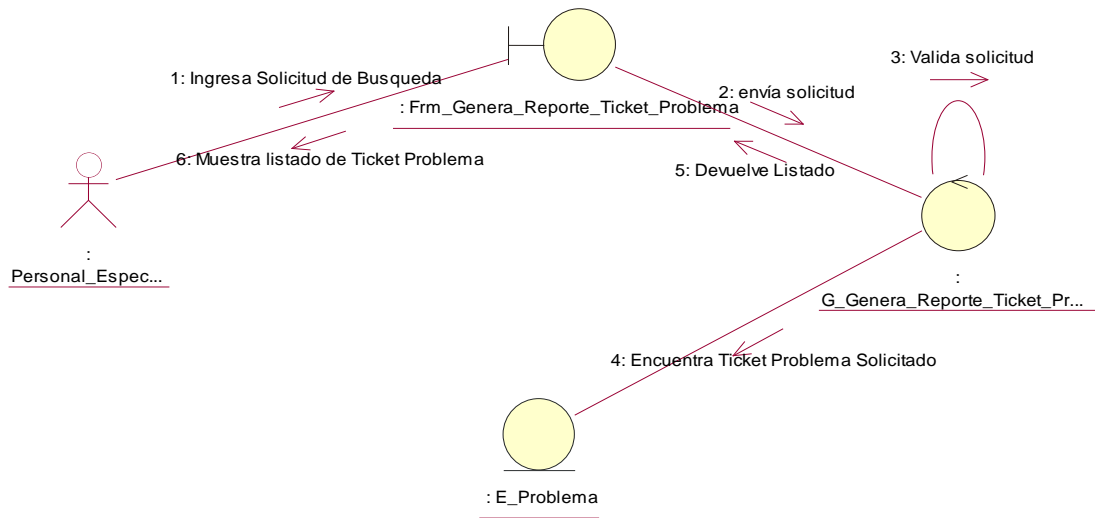 3: Valida solicitud
1: Ingresa Solicitud de Busqueda
2: envía solicitud
: Frm_Genera_Reporte_Ticket_Problema
6: Muestra listado de Ticket Problema
5: Devuelve Listado
:
Personal_Espec...
:
G_Genera_Reporte_Ticket_Pr...
4: Encuentra Ticket Problema Solicitado
: E_Problema